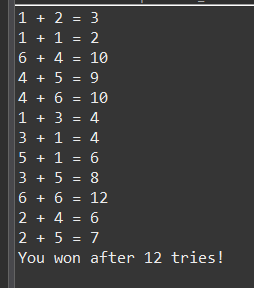 1 + 2 = 3
1 + 1 = 2
6 + 4 = 10
4 + 5 = 9
4 + 6 = 10
1 + 3 = 4
3 + 1 = 4
5 + 1 = 6
3 + 5 = 8
6 + 6 = 12
2 + 4 = 6
2 + 5 = 7
You won after 12 tries!